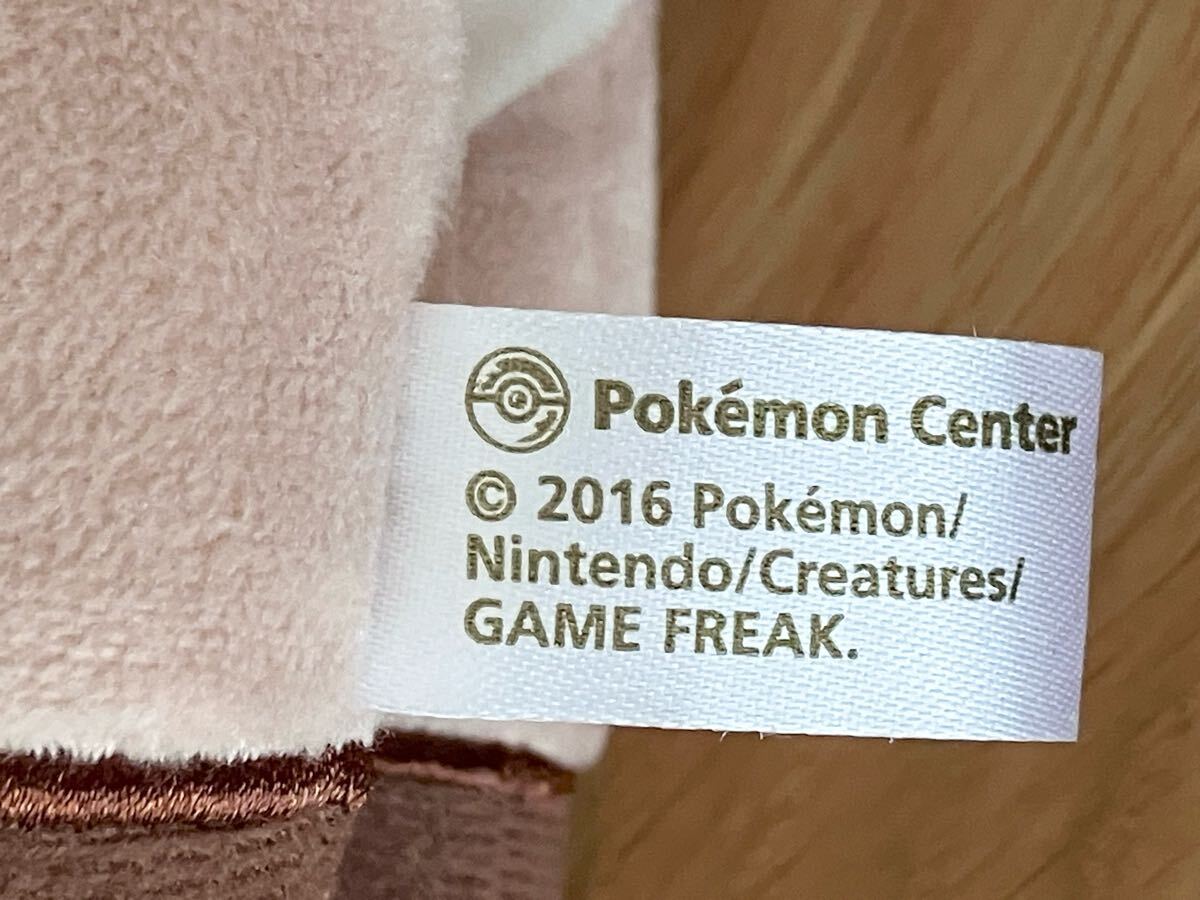 Pokémon Center
© 2016 Pokémon/
Nintendo/Creatures/
GAME FREAK.